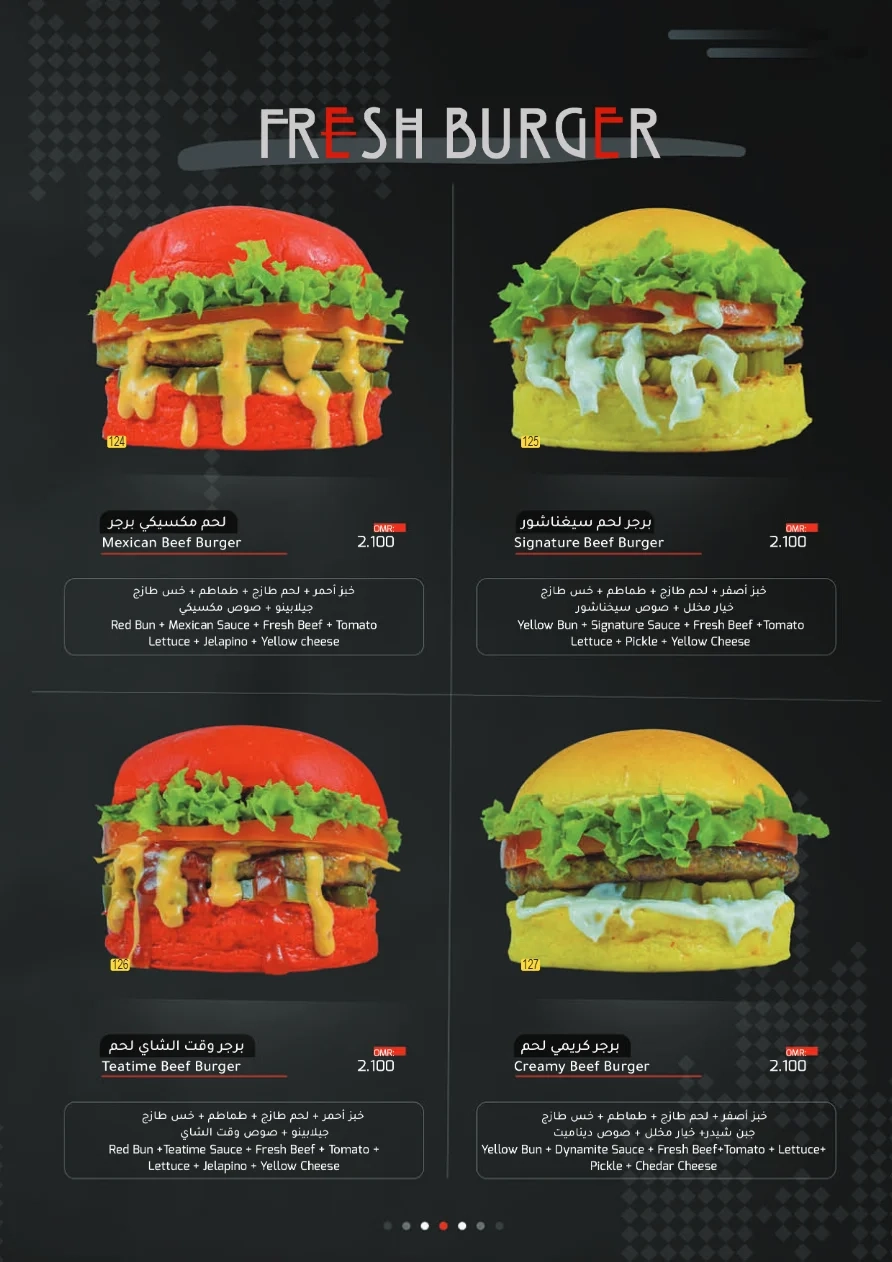 FRESH BURGER
124
لحم مكسيكي برجر
OMR:
Mexican Beef Burger
2.100
خبز أحمر + لحم طازج + طماطم + خس طازج
جيلابينو + صوص مكسيكي
Red Bun + Mexican Sauce + Fresh Beef + Tomato
Lettuce + Jelapino + Yellow cheese
125
برجر لحم سيغناشور
OMR:
Signature Beef Burger
2.100
خبز أصفر + لحم طازج + طماطم + خس طازج
خيار مخلل + صوص سيخناشور
Yellow Bun + Signature Sauce + Fresh Beef +Tomato
Lettuce + Pickle + Yellow Cheese
126
برجر وقت الشاي لحم
OMR:
Teatime Beef Burger
2.100
خبز أحمر + لحم طازج + طماطم + خس طازج
جيلابينو + صوص وقت الشاي
Red Bun +Teatime Sauce + Fresh Beef + Tomato +
Lettuce + Jelapino + Yellow Cheese
127
برجر كريمي لحم
OMR:
Creamy Beef Burger
2.100
خبز أصفر + لحم طازج + طماطم + خس طازج
جبن شيدر+ خيار مخلل + صوص ديناميت
Yellow Bun + Dynamite Sauce + Fresh Beef+Tomato + Lettuce+
Pickle + Chedar Cheese